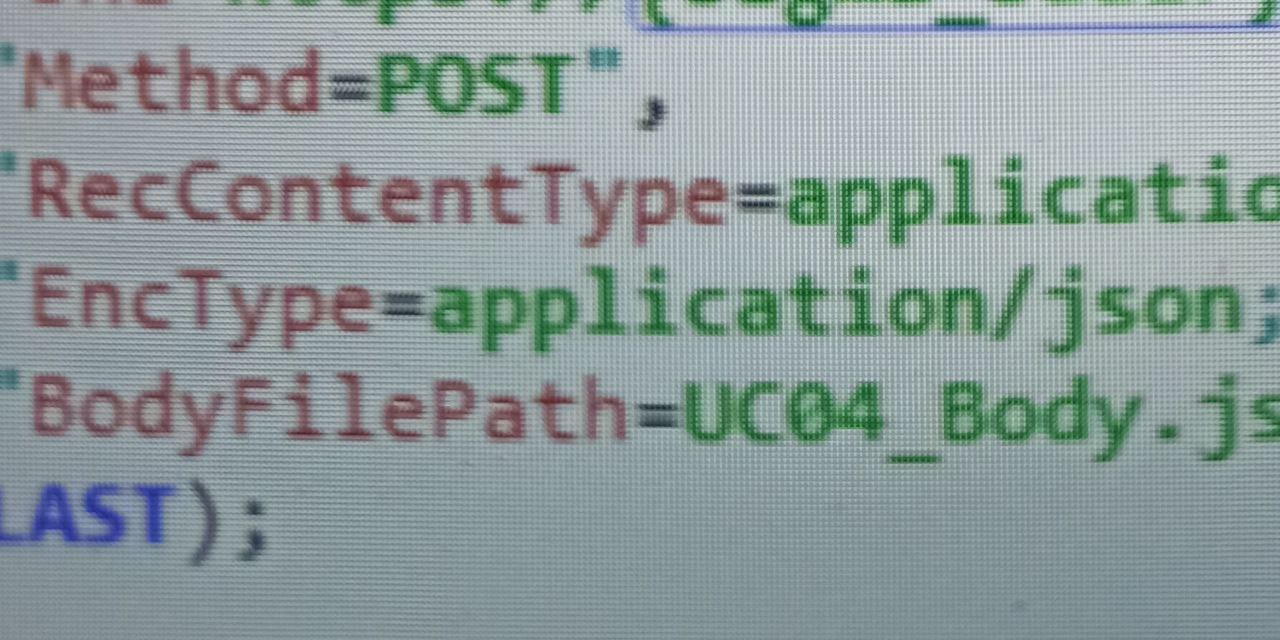 "Method=POST" ,
"RecContentType=applicatio
"EncType=application/json;
"BodyFilePath=UC04_Body.js
LAST);